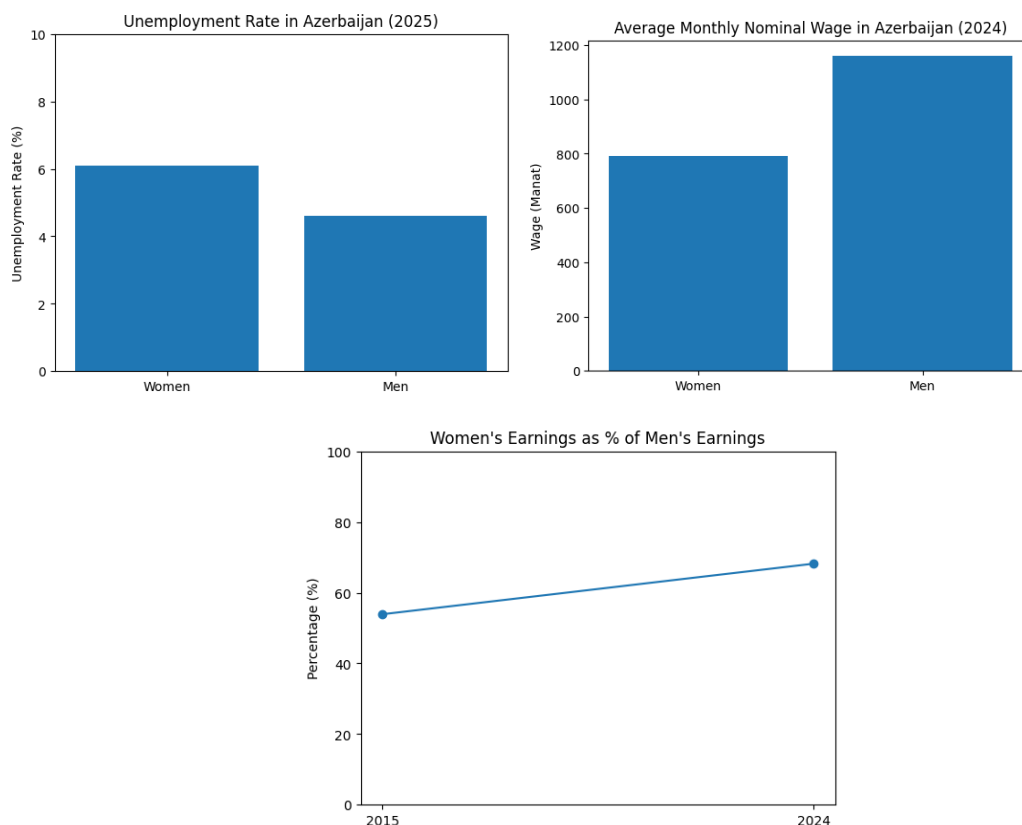 Unemployment Rate in Azerbaijan (2025)
Unemployment Rate (%)
10
8
6
4
2
0
Women
Men
Average Monthly Nominal Wage in Azerbaijan (2024)
Wage (Manat)
1200
1000
800
600
400
200
0
Women
Men
Women's Earnings as % of Men's Earnings
Percentage (%)
100
80
60
40
20
0
2015
2024